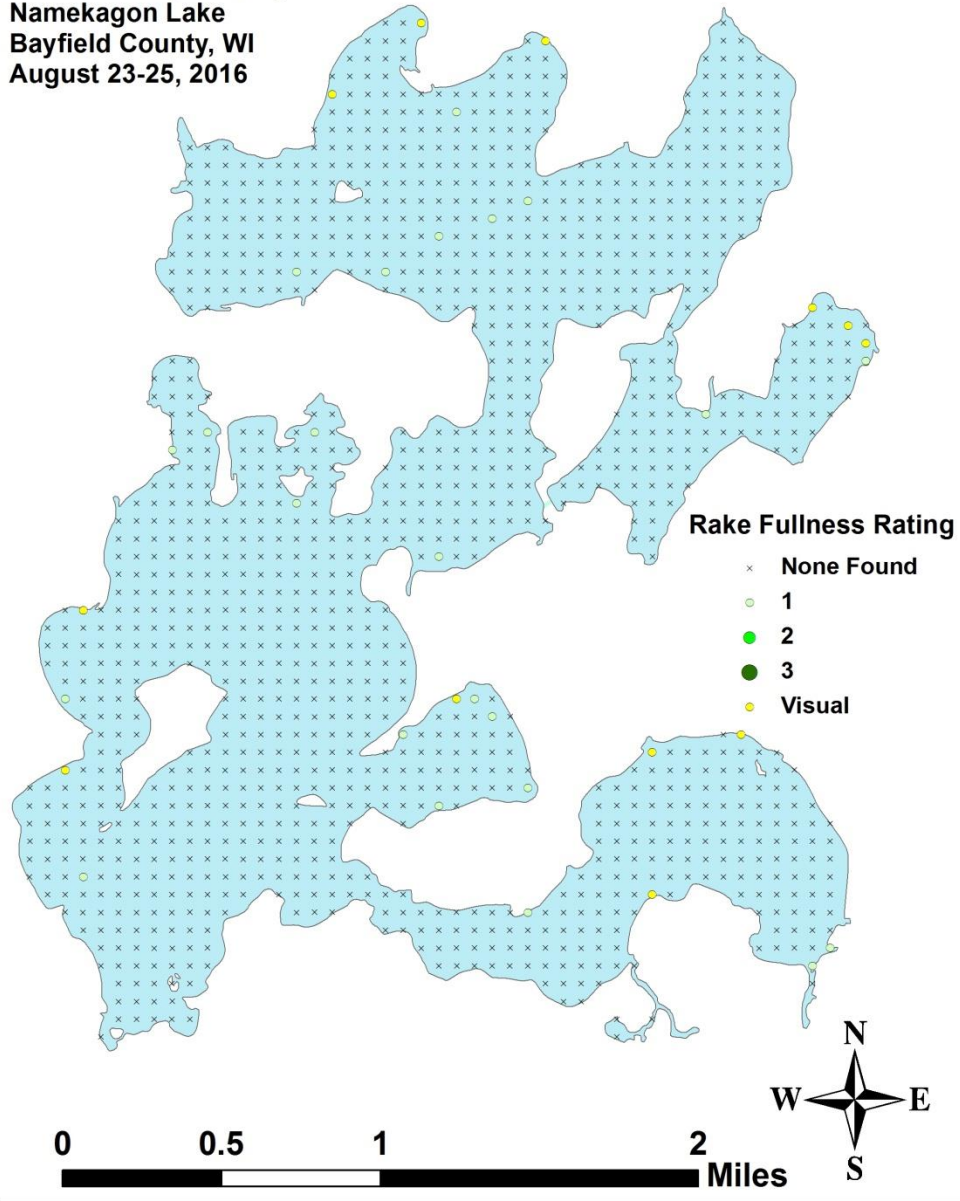 Namekagon Lake
Bayfield County, WI
August 23-25, 2016
Rake Fullness Rating
None Found
1
2
3
Visual
N
W E
S
0 0.5 1 2
Miles